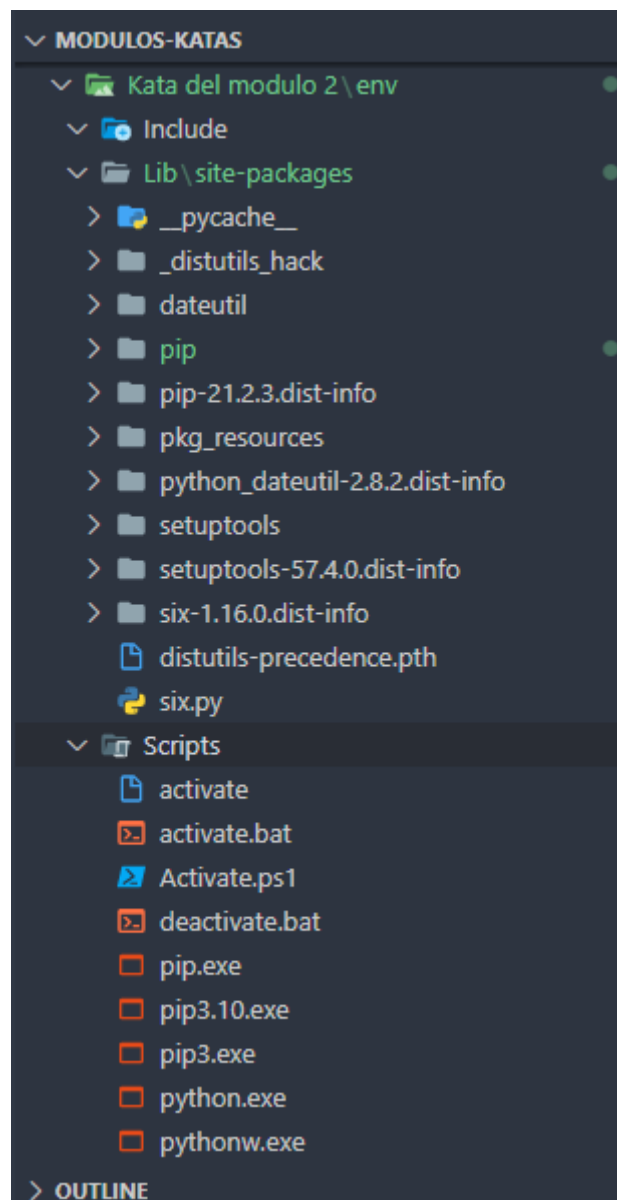 MODULOS-KATAS
Kata del modulo 2\env
Include
Lib\site-packages
__pycache__
_distutils_hack
dateutil
pip
pip-21.2.3.dist-info
pkg_resources
python_dateutil-2.8.2.dist-info
setuptools
setuptools-57.4.0.dist-info
six-1.16.0.dist-info
distutils-precedence.pth
six.py
Scripts
activate
activate.bat
Activate.ps1
deactivate.bat
pip.exe
pip3.10.exe
pip3.exe
python.exe
pythonw.exe
OUTLINE